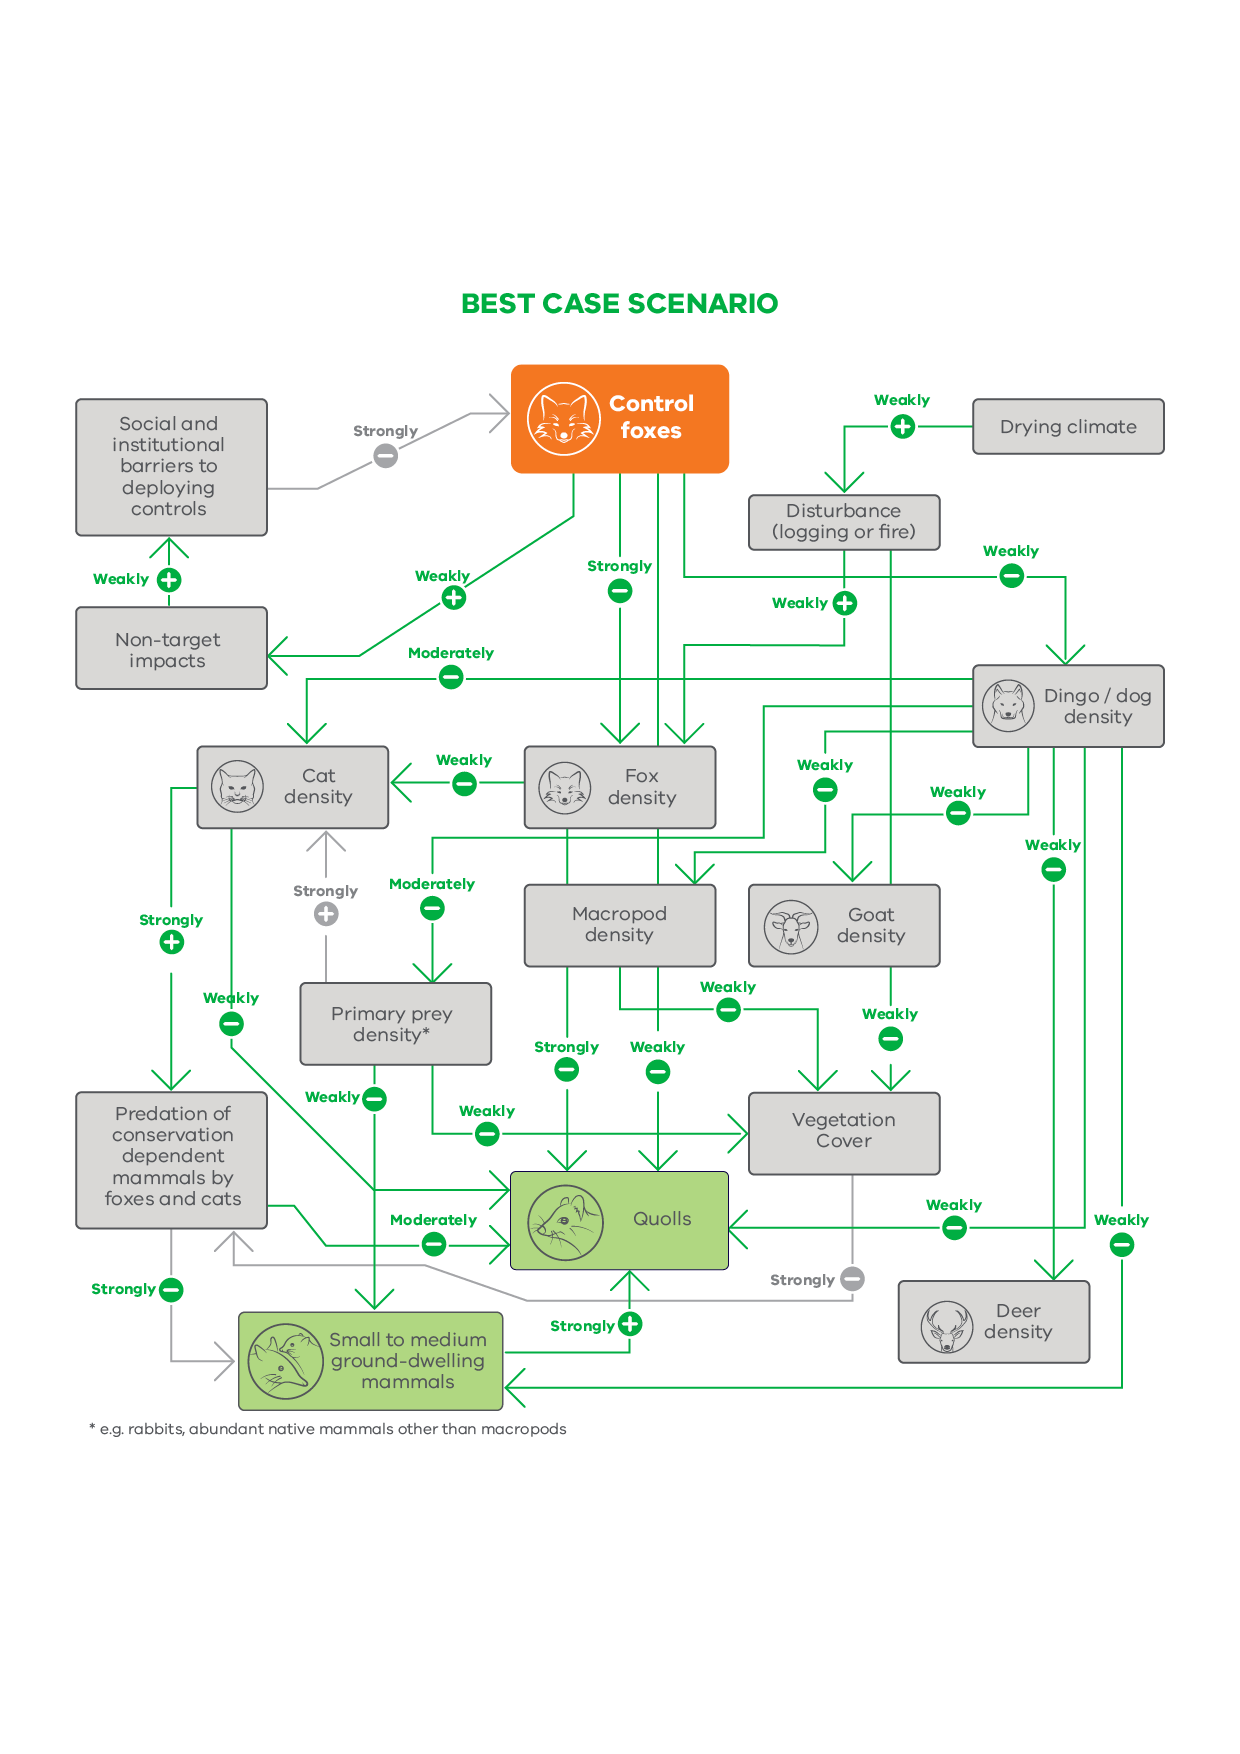 BEST CASE SCENARIO
Control
foxes
Weakly
Drying climate
Social and
institutional
barriers to
deploying
controls
Strongly
Disturbance
(logging or fire)
Weakly
Weakly
Weakly
Strongly
Weakly
Non-target
impacts
Moderately
Dingo / dog
density
Cat
density
Weakly
Fox
density
Weakly
Weakly
Weakly
Strongly
Strongly
Moderately
Macropod
density
Goat
density
Weakly
Primary prey
density*
Weakly
Weakly
Strongly
Weakly
Weakly
Weakly
Predation of
conservation
dependent
mammals by
foxes and cats
Vegetation
Cover
Quolls
Moderately
Weakly
Weakly
Strongly
Strongly
Strongly
Deer
density
Small to medium
ground-dwelling
mammals
* e.g. rabbits, abundant native mammals other than macropods